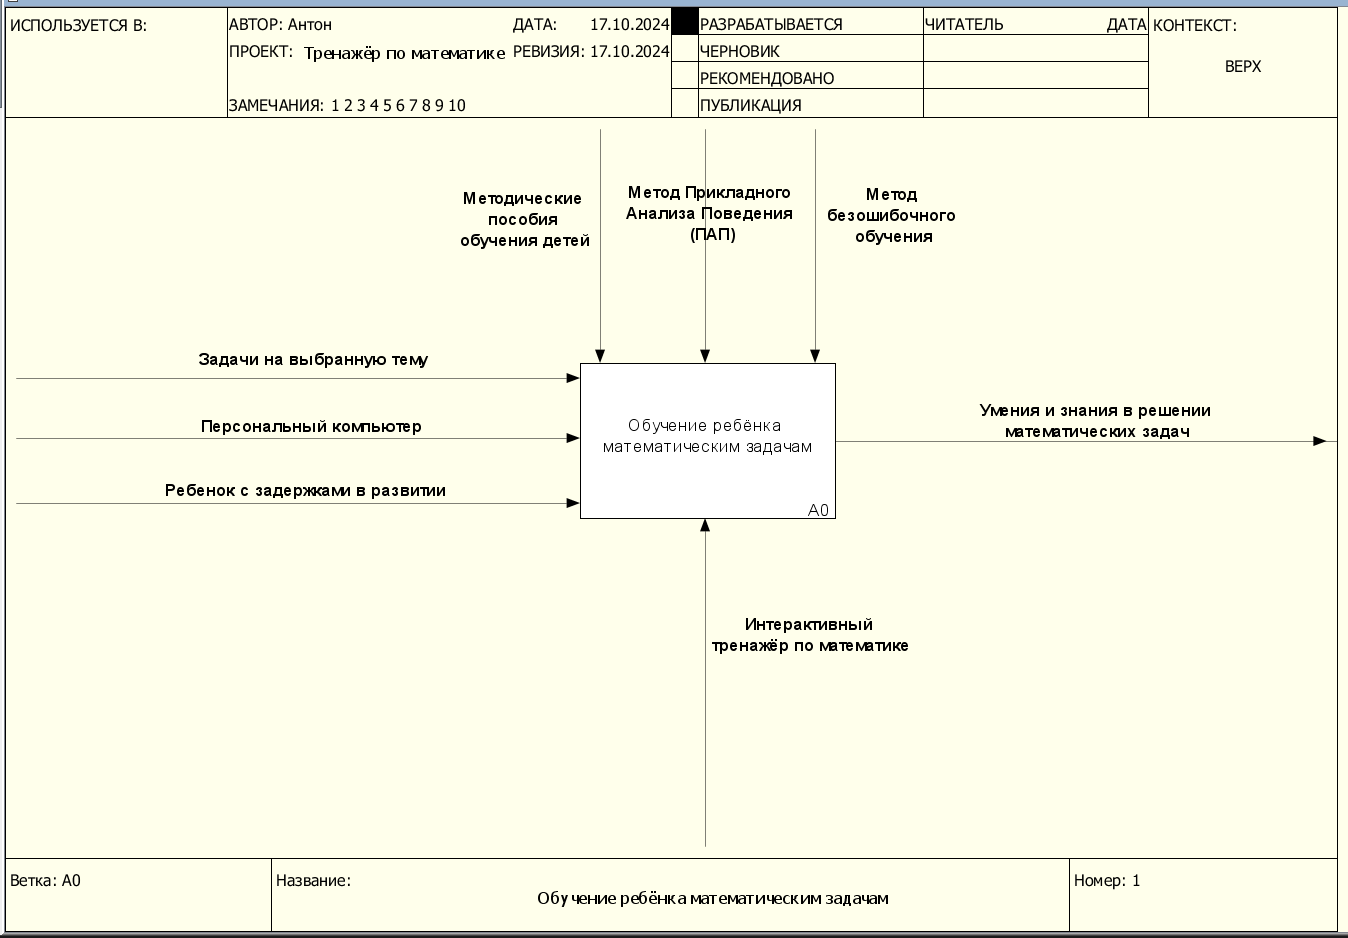 ИСПОЛЬЗУЕТСЯ В:
АВТОР: Антон
ДАТА: 17.10.2024
ПРОЕКТ: Тренажёр по математике
РЕВИЗИЯ: 17.10.2024
ЗАМЕЧАНИЯ: 1 2 3 4 5 6 7 8 9 10
РАЗРАБАТЫВАЕТСЯ
ЧЕРНОВИК
РЕКОМЕНДОВАНО
ПУБЛИКАЦИЯ
ЧИТАТЕЛЬ
ДАТА
КОНТЕКСТ:
ВЕРХ
Методические
пособия
обучения детей
Метод Прикладного
Анализа Поведения
(ПАП)
Метод
безошибочного
обучения
Задачи на выбранную тему
Персональный компьютер
Ребенок с задержками в развитии
Обучение ребёнка
математическим задачам
A0
Умения и знания в решении
математических задач
Интерактивный
тренажёр по математике
Ветка: A0
Название:
Обучение ребёнка математическим задачам
Номер: 1